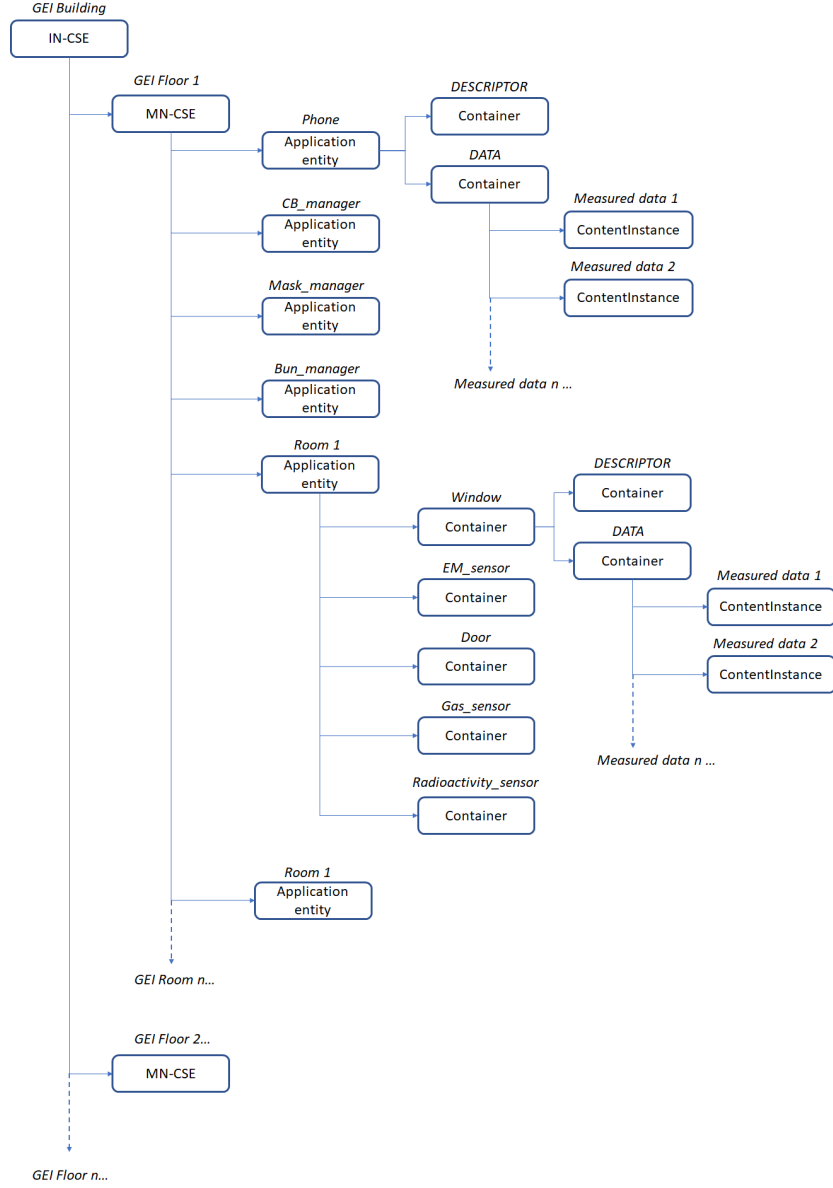 GEI Building
IN-CSE
GEI Floor 1
MN-CSE
Phone
Application
entity
DESCRIPTOR
Container
DATA
Container
Measured data 1
ContentInstance
Measured data 2
ContentInstance
Measured data n ...
CB_manager
Application
entity
Mask_manager
Application
entity
Bun_manager
Application
entity
Room 1
Application
entity
Window
Container
DESCRIPTOR
Container
DATA
Container
Measured data 1
ContentInstance
Measured data 2
ContentInstance
Measured data n ...
EM_sensor
Container
Door
Container
Gas_sensor
Container
Radioactivity_sensor
Container
Room 1
Application
entity
GEI Room n...
GEI Floor 2...
MN-CSE
GEI Floor n...